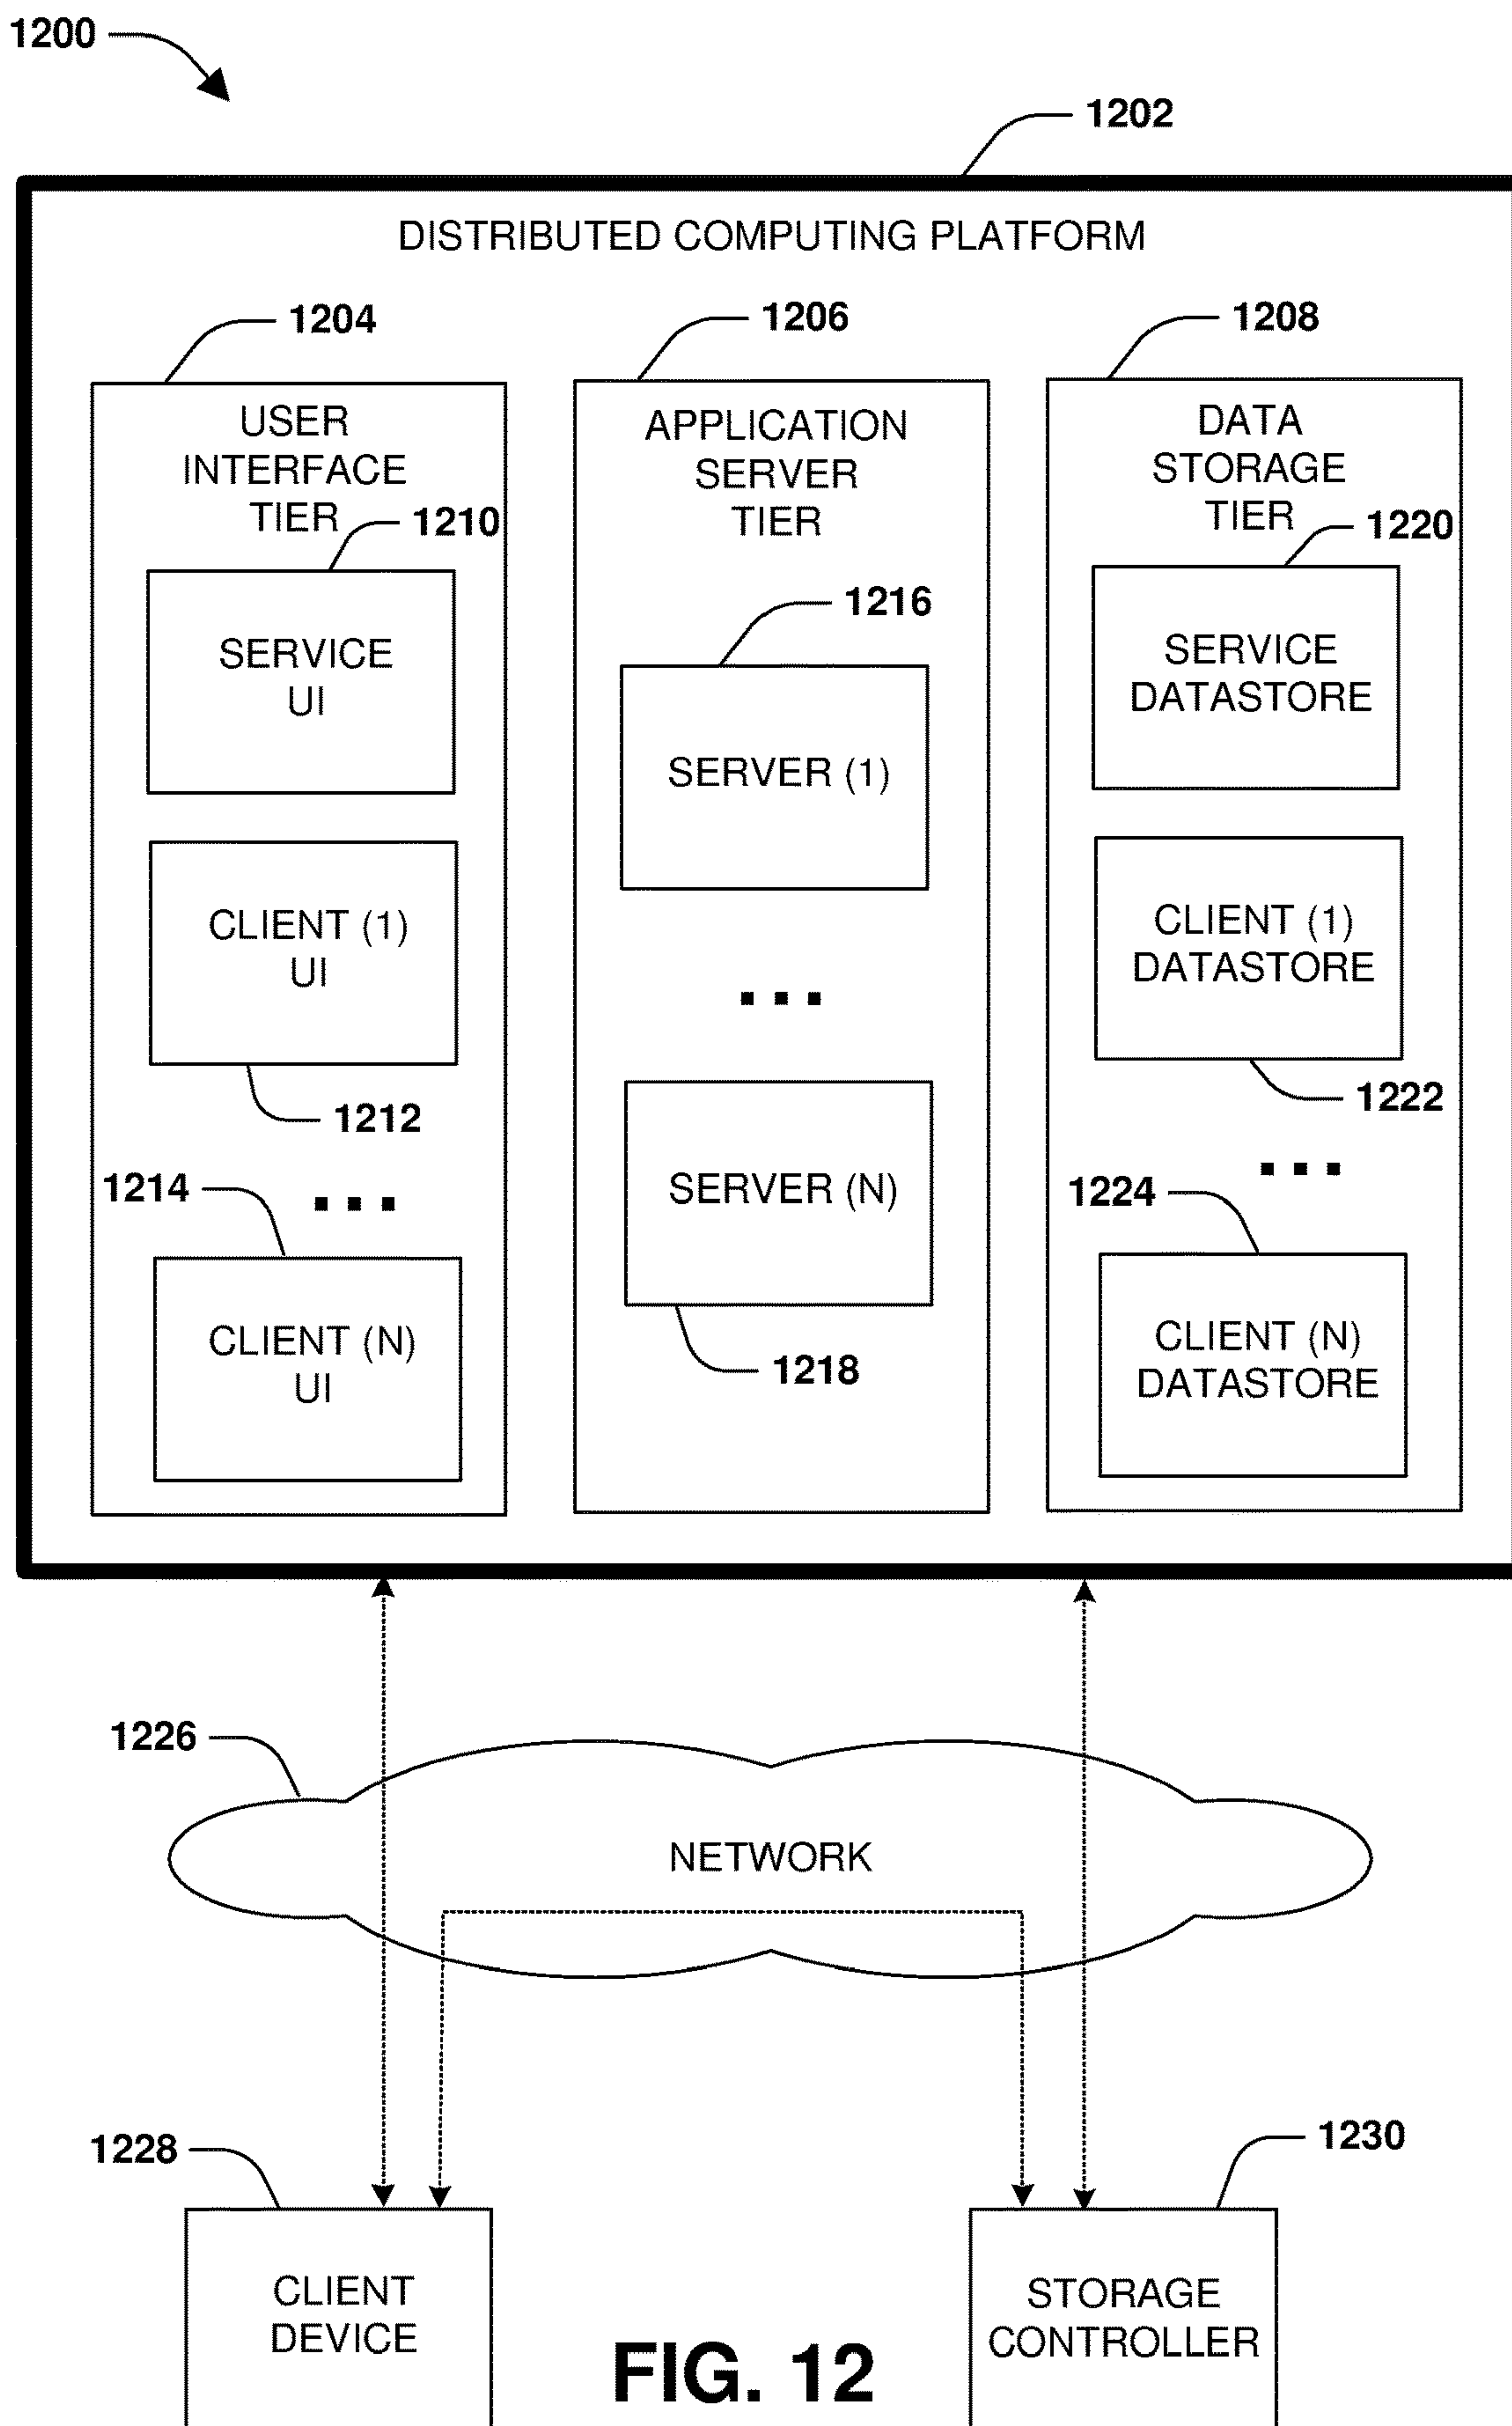 1200
1202
DISTRIBUTED COMPUTING PLATFORM
1204
1206
1208
USER
INTERFACE
TIER
1210
SERVICE
UI
CLIENT (1)
UI
1212
1214
...
CLIENT (N)
UI
APPLICATION
SERVER
TIER
1216
SERVER (1)
...
SERVER (N)
1218
DATA
STORAGE
TIER
1220
SERVICE
DATASTORE
CLIENT (1)
DATASTORE
1222
...
1224
CLIENT (N)
DATASTORE
1226
NETWORK
1228
CLIENT
DEVICE
1230
STORAGE
CONTROLLER
FIG. 12